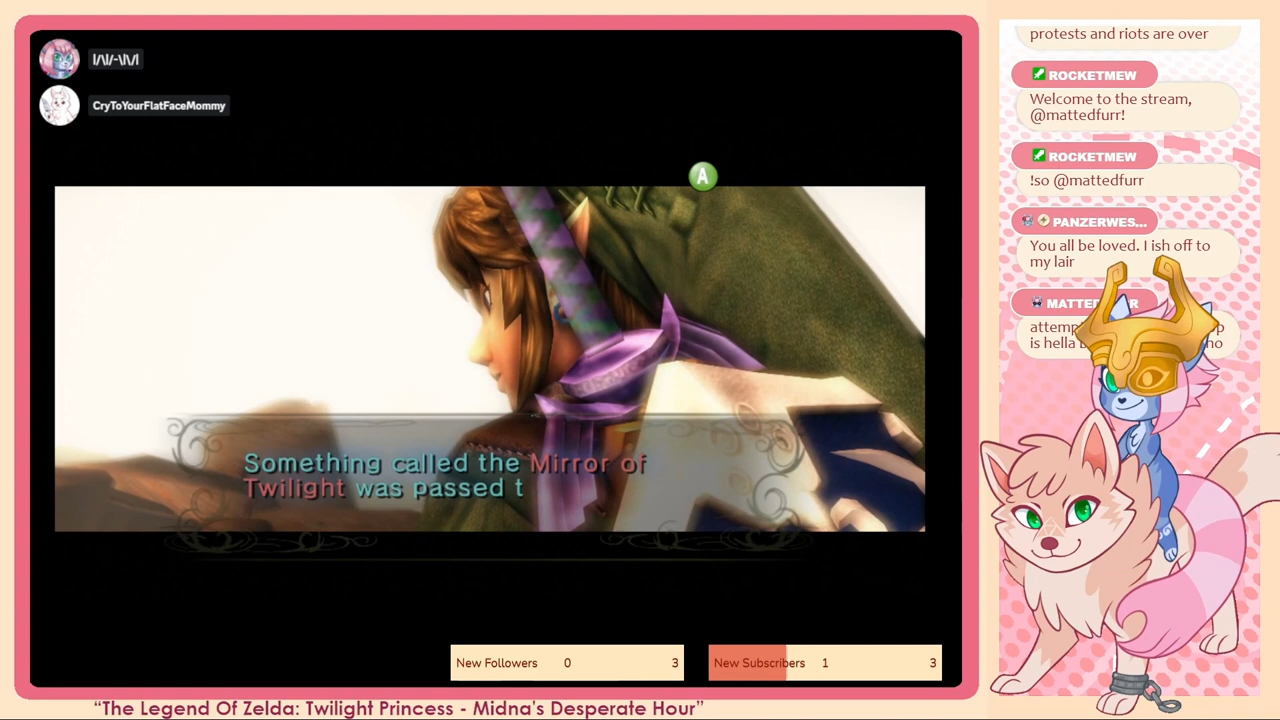 CryToYourFlatFaceMommy
A
Something called the Mirror of
Twilight was passed t
New Followers 0 3
New Subscribers 1 3
"The Legend Of Zelda: Twilight Princess - Midna's Desperate Hour"
protests and riots are over
ROCKETMEW
Welcome to the stream,
@mattedfurr!
ROCKETMEW
!so @mattedfurr
PANZERWES...
You all be loved. I ish off to
my lair
is hella